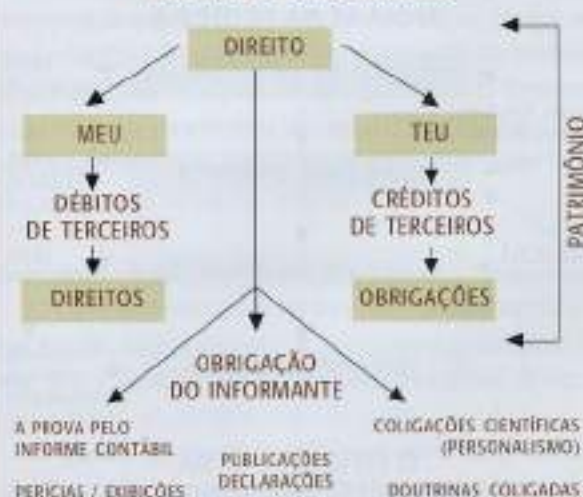 DIREITO
MEU
TEU
DÉBITOS
DE TERCEIROS
CRÉDITOS
DE TERCEIROS
DIREITOS
OBRIGAÇÕES
PATRIMÔNIO
OBRIGAÇÃO
DO INFORMANTE
A PROVA PELO
INFORME CONTÁBIL
PERÍCIAS / EXIBIÇÕES
PUBLICAÇÕES
DECLARAÇÕES
COLIGAÇÕES CIENTÍFICAS
(PERSONALISMO)
DOUTRINAS COLIGADAS